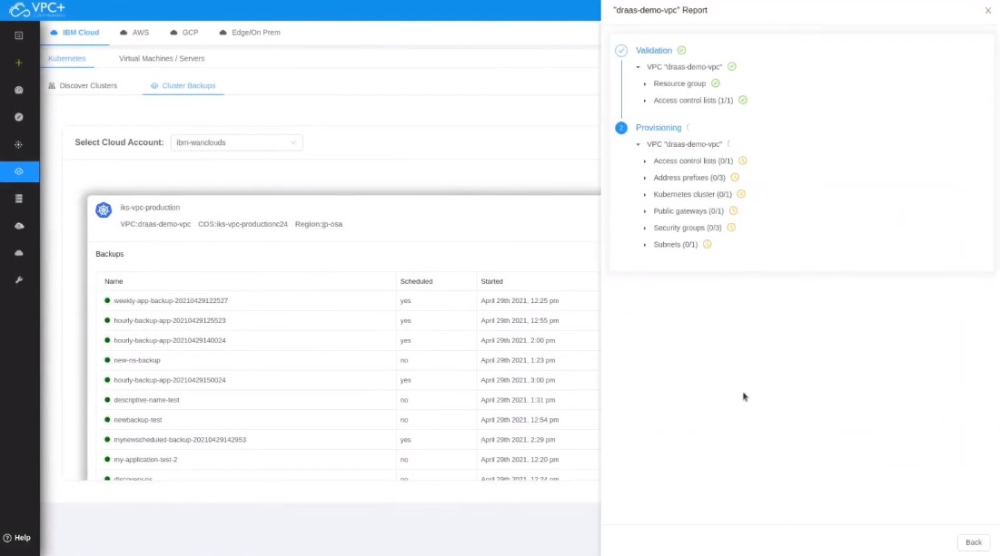 VPC+
"draas-demo-vpc" Report
IBM Cloud AWS GCP Edge/On Prem
Kubernetes Virtual Machines / Servers
Discover Clusters Cluster Backups
Select Cloud Account: ibm-wanclouds
iks-vpc-production
VPC:draas-demo-vpc COS:iks-vpc-productionc24 Region:jp-osa
Backups
Name Scheduled Started
weekly-app-backup-20210429122527 yes April 29th 2021, 12:25 pm
hourly-backup-app-20210429125523 yes April 29th 2021, 12:55 pm
hourly-backup-app-20210429140024 yes April 29th 2021, 2:00 pm
new-ns-backup no April 29th 2021, 1:23 pm
hourly-backup-app-20210429150024 yes April 29th 2021, 3:00 pm
descriptive-name-test no April 29th 2021, 1:31 pm
newbackup-test no April 29th 2021, 12:54 pm
mynewscheduled-backup-20210429142953 yes April 29th 2021, 2:29 pm
my-application-test-2 no April 29th 2021, 12:20 pm
discovery-ns no April 29th 2021, 12:24 pm
Help
Validation
VPC "draas-demo-vpc"
Resource group
Access control lists (1/1)
2 Provisioning
VPC "draas-demo-vpc"
Access control lists (0/1)
Address prefixes (0/3)
Kubernetes cluster (0/1)
Public gateways (0/1)
Security groups (0/3)
Subnets (0/1)
Back